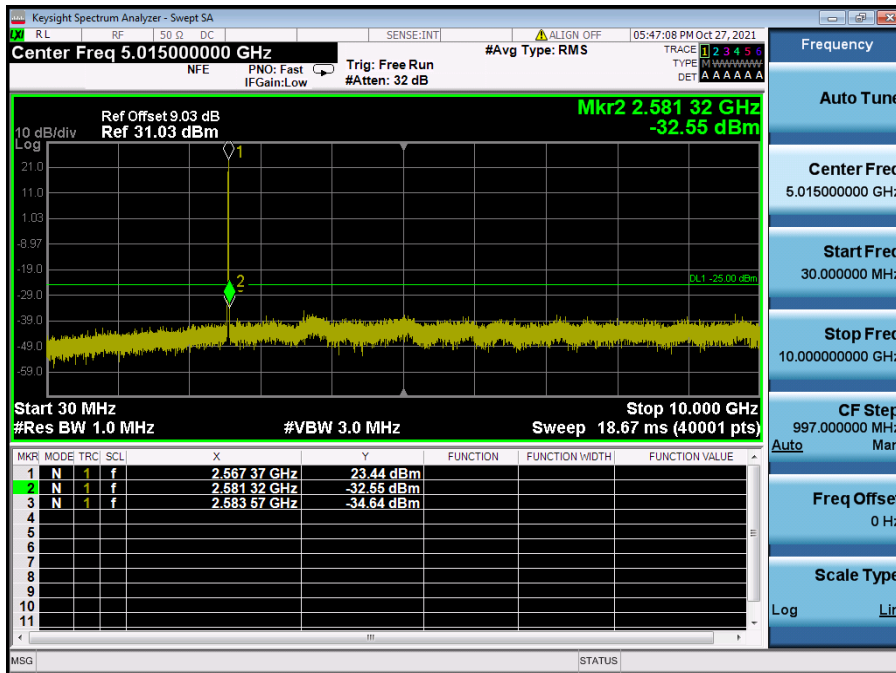 Keysight Spectrum Analyzer - Swept SA
LXI RL RF 50 Ω DC SENSE:INT ALIGN OFF 05:47:08 PM Oct 27, 2021
Center Freq 5.015000000 GHz #Avg Type: RMS TRACE 1 2 3 4 5 6
NFE PNO: Fast Trig: Free Run TYPE M WWWWW
IFGain:Low #Atten: 32 dB DET A A A A A A
Ref Offset 9.03 dB Mkr2 2.581 32 GHz
10 dB/div Ref 31.03 dBm -32.55 dBm
Log
1
21.0
11.0
1.03
-8.97
-19.0
2 DL1 -25.00 dBm
-29.0
-39.0
-49.0
-59.0
Start 30 MHz Stop 10.000 GHz
#Res BW 1.0 MHz #VBW 3.0 MHz Sweep 18.67 ms (40001 pts)
MKR MODE TRC SCL X Y FUNCTION FUNCTION WIDTH FUNCTION VALUE
1 N 1 f 2.567 37 GHz 23.44 dBm
2 N 1 f 2.581 32 GHz -32.55 dBm
3 N 1 f 2.583 57 GHz -34.64 dBm
4
5
6
7
8
9
10
11
MSG STATUS
Frequency
Auto Tune
Center Freq
5.015000000 GHz
Start Freq
30.000000 MHz
Stop Freq
10.000000000 GHz
CF Step
997.000000 MHz
Auto Man
Freq Offset
0 Hz
Scale Type
Log Lin